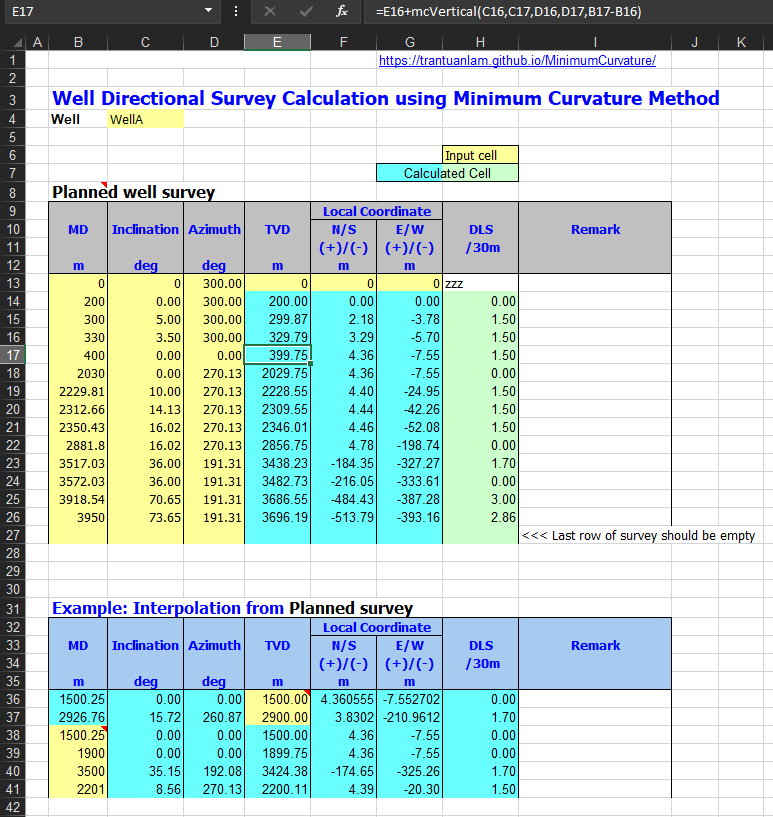 E17 fx =E16+mcVertical(C16,C17,D16,D17,B17-B16)
A B C D E F G H I J K
1 https://trantuanlam.github.io/MinimumCurvature/
2
3 Well Directional Survey Calculation using Minimum Curvature Method
4 Well WellA
5
6 Input cell
7 Calculated Cell
8 Planned well survey
9 Local Coordinate
10 MD Inclination Azimuth TVD N/S E/W DLS Remark
11 (+)/(-) (+)/(-) /30m
12 m deg deg m m m
13 0 0 300.00 0 0 0 zzz
14 200 0.00 300.00 200.00 0.00 0.00 0.00
15 300 5.00 300.00 299.87 2.18 -3.78 1.50
16 330 3.50 300.00 329.79 3.29 -5.70 1.50
17 400 0.00 0.00 399.75 4.36 -7.55 1.50
18 2030 0.00 270.13 2029.75 4.36 -7.55 0.00
19 2229.81 10.00 270.13 2228.55 4.40 -24.95 1.50
20 2312.66 14.13 270.13 2309.55 4.44 -42.26 1.50
21 2350.43 16.02 270.13 2346.01 4.46 -52.08 1.50
22 2881.8 16.02 270.13 2856.75 4.78 -198.74 0.00
23 3517.03 36.00 191.31 3438.23 -184.35 -327.27 1.70
24 3572.03 36.00 191.31 3482.73 -216.05 -333.61 0.00
25 3918.54 70.65 191.31 3686.55 -484.43 -387.28 3.00
26 3950 73.65 191.31 3696.19 -513.79 -393.16 2.86
27 <<< Last row of survey should be empty
28
29
30
31 Example: Interpolation from Planned survey
32 Local Coordinate
33 MD Inclination Azimuth TVD N/S E/W DLS Remark
34 (+)/(-) (+)/(-) /30m
35 m deg deg m m m
36 1500.25 0.00 0.00 1500.00 4.360555 -7.552702 0.00
37 2926.76 15.72 260.87 2900.00 3.8302 -210.9612 1.70
38 1500.25 0.00 0.00 1500.00 4.36 -7.55 0.00
39 1900 0.00 0.00 1899.75 4.36 -7.55 0.00
40 3500 35.15 192.08 3424.38 -174.65 -325.26 1.70
41 2201 8.56 270.13 2200.11 4.39 -20.30 1.50
42